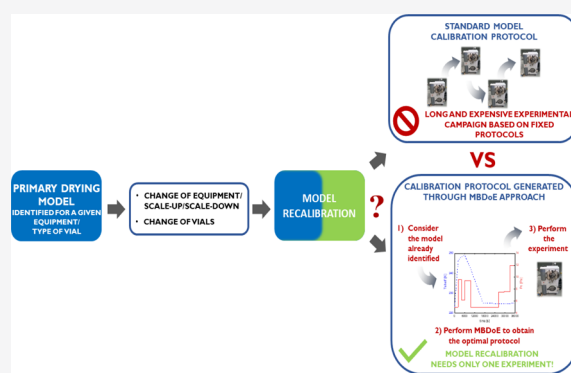 STANDARD MODEL
CALIBRATION PROTOCOL
LONG AND EXPENSIVE EXPERIMENTAL
CAMPAIGN BASED ON FIXED
PROTOCOLS
VS
PRIMARY DRYING
MODEL
IDENTIFIED FOR A GIVEN
EQUIPMENT/
TYPE OF VIAL
• CHANGE OF EQUIPMENT/
SCALE-UP/SCALE-DOWN
• CHANGE OF VIALS
MODEL
RECALIBRATION
?
CALIBRATION PROTOCOL GENERATED
THROUGH MBDoE APPROACH
1) Consider
the model
already
identified
3) Perform
the
experiment
2) Perform MBDoE to obtain
the optimal protocol
MODEL RECALIBRATION
NEEDS ONLY ONE EXPERIMENT!